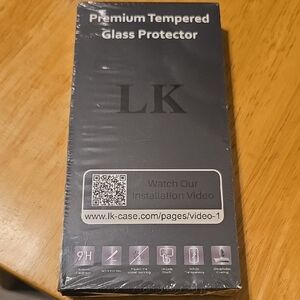 Premium Tempered
Glass Protector
LK
Watch Our
Installation Video
www.lk-case.com/pages/video-1
9H